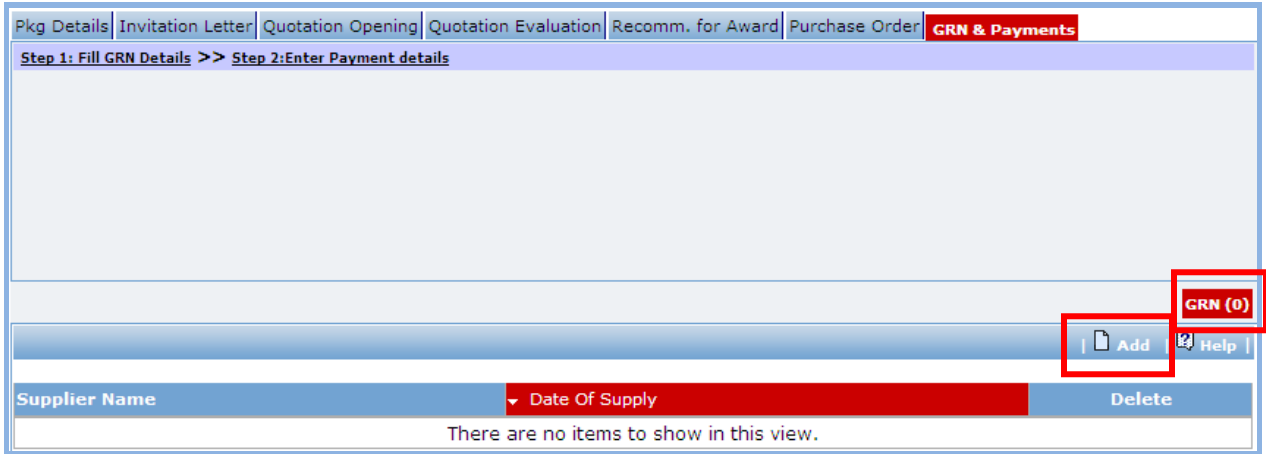 Pkg Details Invitation Letter Quotation Opening Quotation Evaluation Recomm. for Award Purchase Order GRN & Payments
Step 1: Fill GRN Details >> Step 2:Enter Payment details
GRN (0)
| Add | Help |
Supplier Name Date Of Supply Delete
There are no items to show in this view.